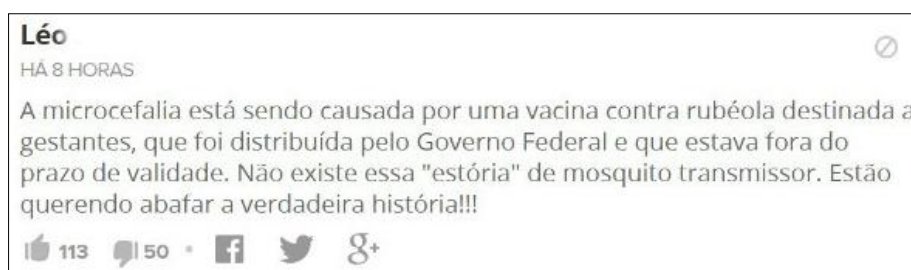 Léo
HÁ 8 HORAS
A microcefalia está sendo causada por uma vacina contra rubéola destinada a
gestantes, que foi distribuída pelo Governo Federal e que estava fora do
prazo de validade. Não existe essa "estória" de mosquito transmissor. Estão
querendo abafar a verdadeira história!!!
113 50